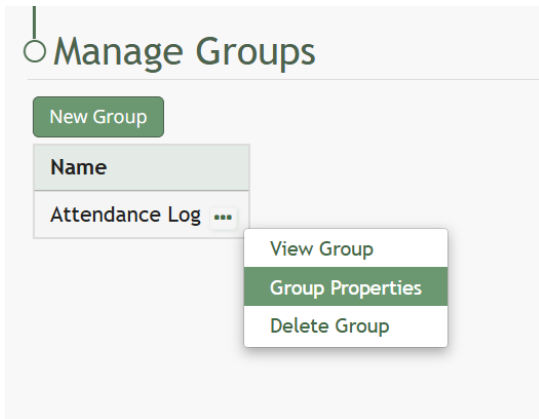 Manage Groups
New Group
Name
Attendance Log
View Group
Group Properties
Delete Group